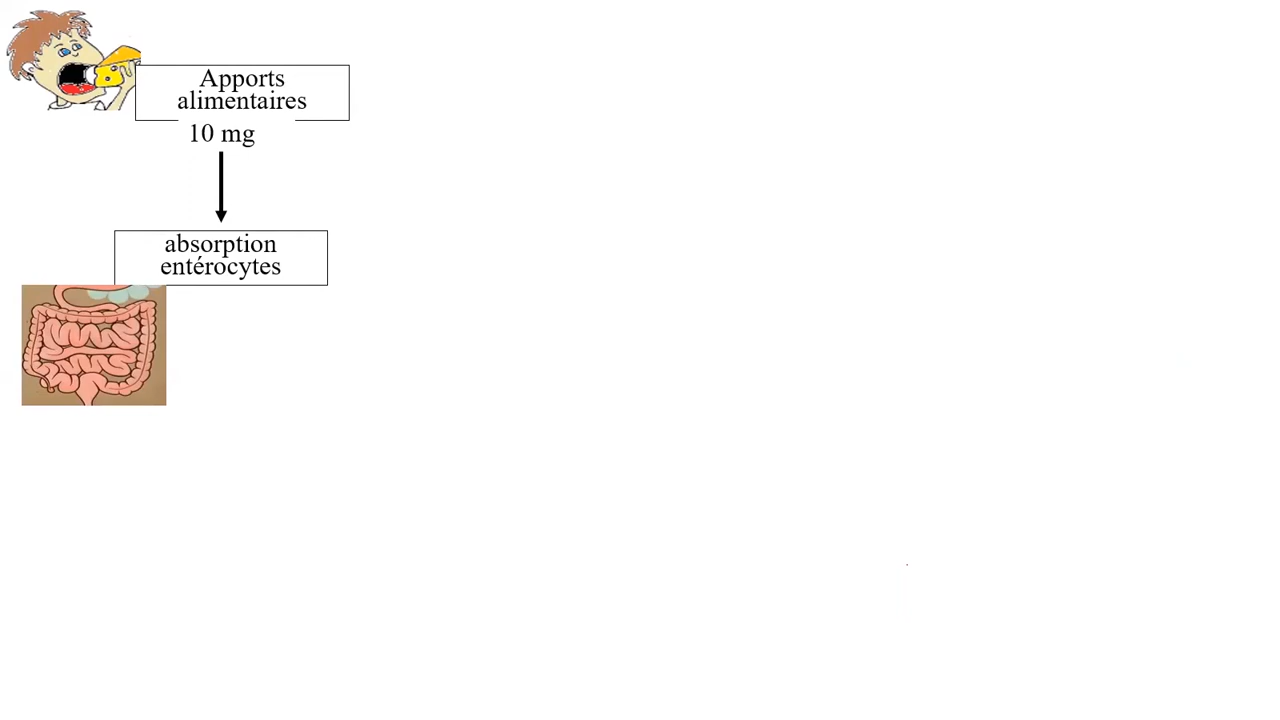 Apports
alimentaires
10 mg
absorption
entérocytes